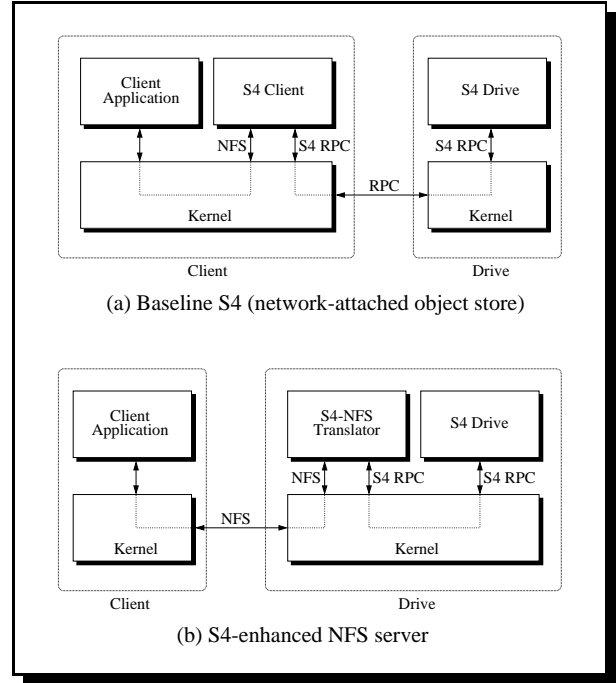 Client
Application
S4 Client
S4 Drive
NFS
S4 RPC
S4 RPC
RPC
Kernel
Kernel
Client
Drive
(a) Baseline S4 (network-attached object store)
Client
Application
S4-NFS
Translator
S4 Drive
NFS
S4 RPC
S4 RPC
NFS
Kernel
Kernel
Client
Drive
(b) S4-enhanced NFS server